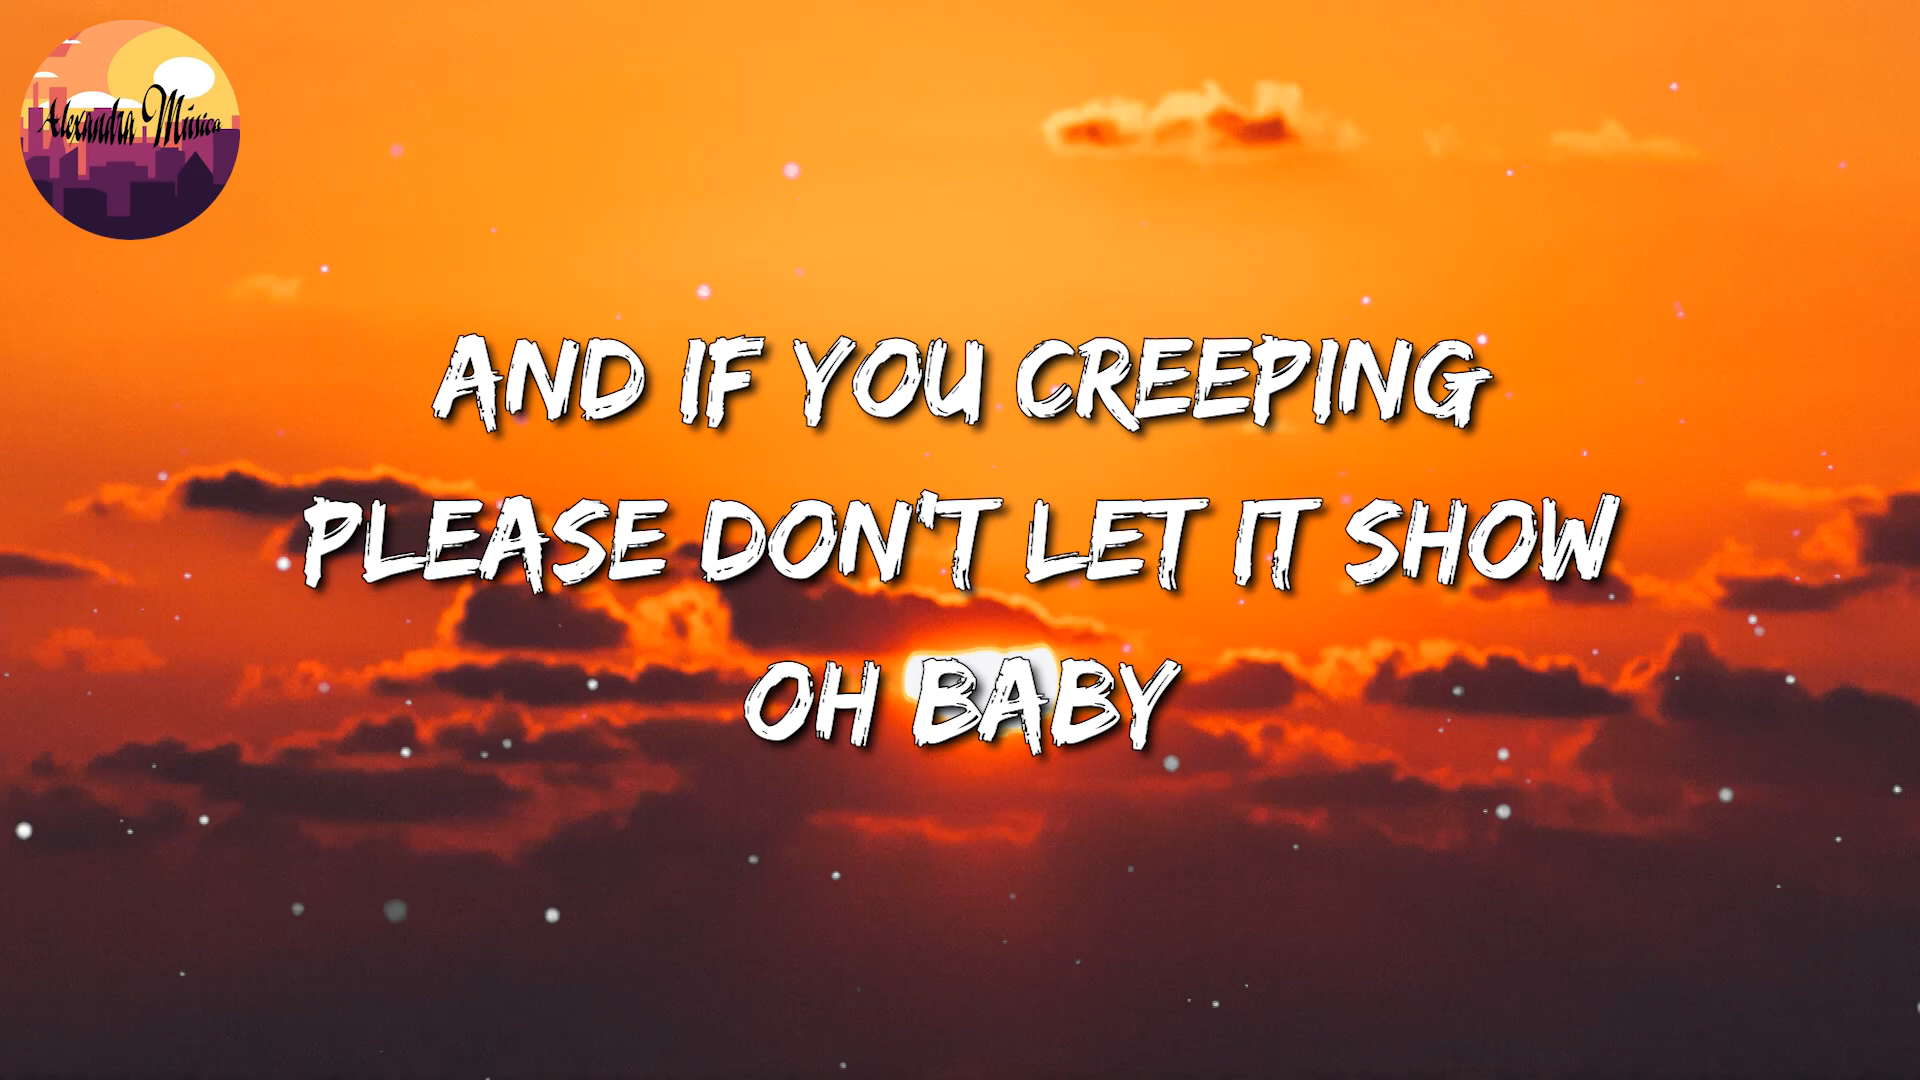 Alexandra Música
AND IF YOU CREEPING
PLEASE DON'T LET IT SHOW
OH BABY